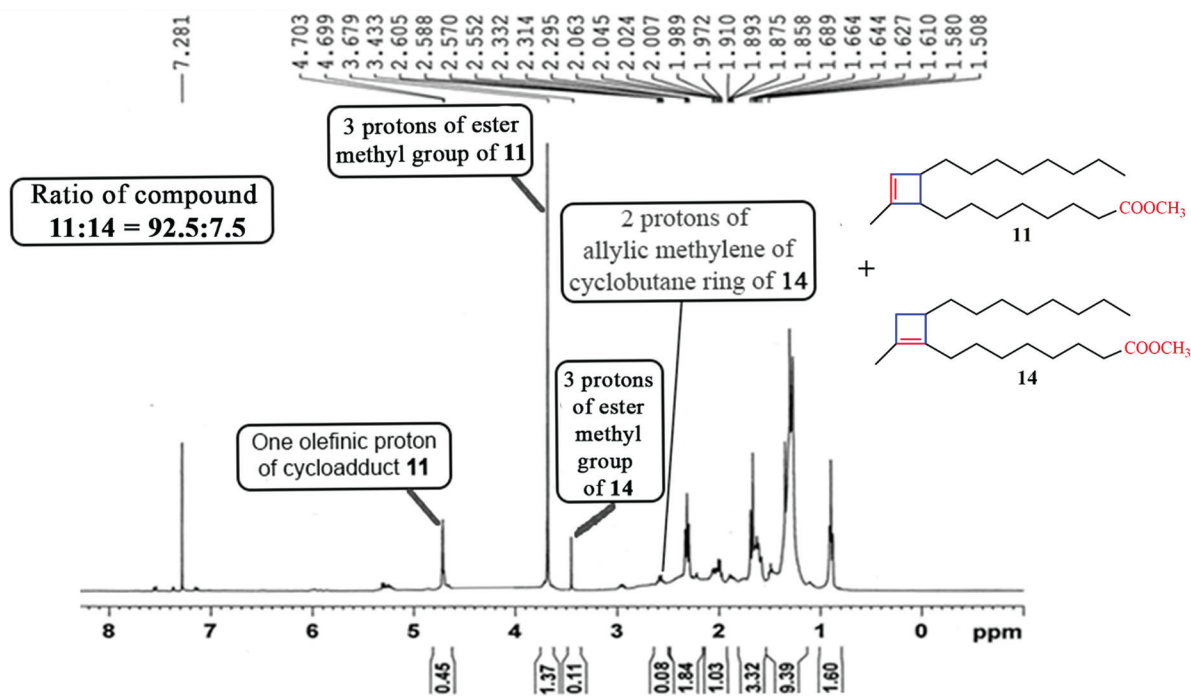 7.281
4.703
4.699
3.679
3.433
2.605
2.588
2.570
2.552
2.332
2.314
2.295
2.063
2.045
2.024
2.007
1.989
1.972
1.910
1.893
1.875
1.858
1.689
1.664
1.644
1.627
1.610
1.580
1.508
3 protons of ester
methyl group of 11
Ratio of compound
11:14 = 92.5:7.5
2 protons of
allylic methylene of
cyclobutane ring of 14
COOCH3
11
+
COOCH3
14
3 protons
of ester
methyl
group
of 14
One olefinic proton
of cycloadduct 11
8 7 6 5 4 3 2 1 0 ppm
0.45
1.37
0.11
0.08
1.84
1.03
3.32
9.39
1.60